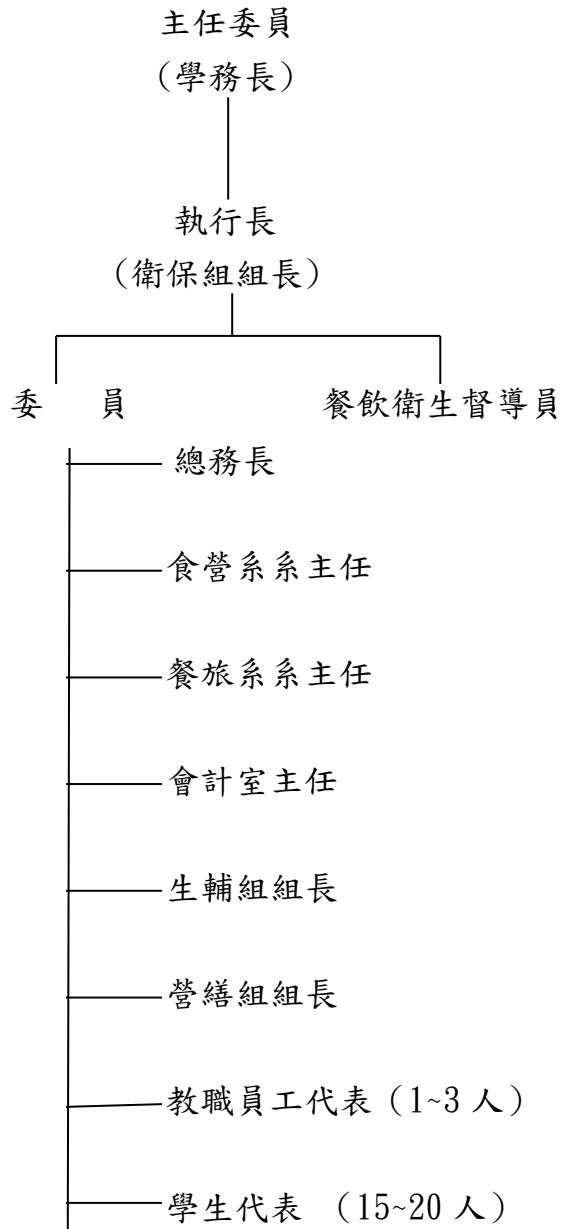 主任委員
（學務長）
執行長
（衛保組組長）
委　　員　　　　　餐飲衛生督導員
總務長
食營系系主任
餐旅系系主任
會計室主任
生輔組組長
營繕組組長
教職員工代表（1~3 人）
學生代表 （15~20 人）